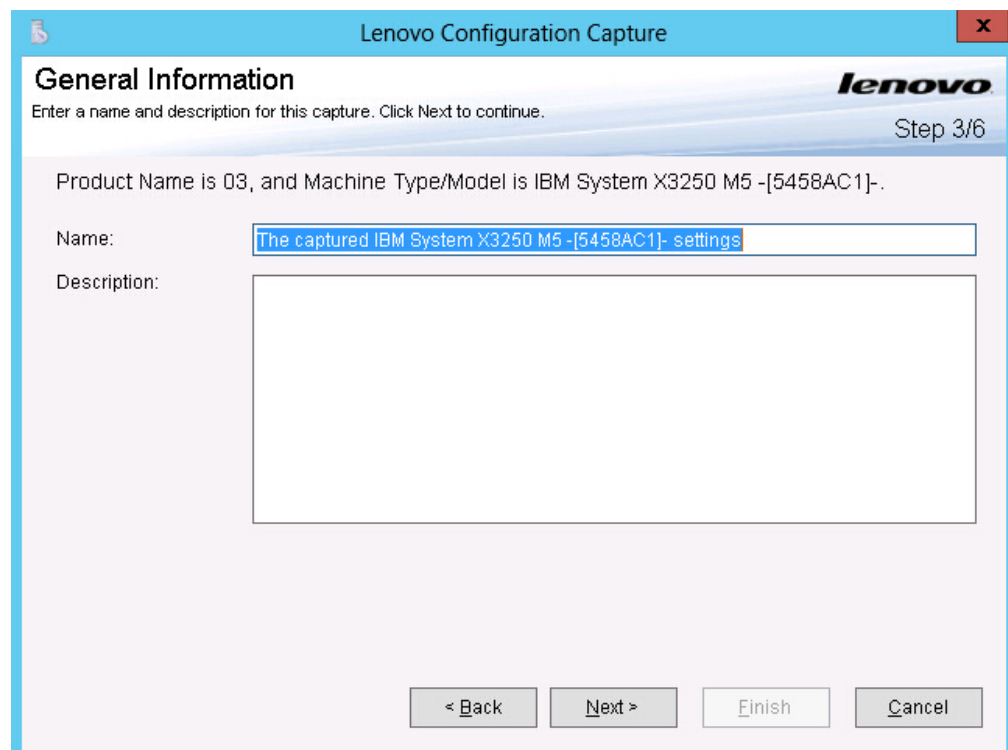 Lenovo Configuration Capture
x
General Information
lenovo
Enter a name and description for this capture. Click Next to continue.
Step 3/6
Product Name is 03, and Machine Type/Model is IBM System X3250 M5 -[5458AC1]-.
Name:
The captured IBM System X3250 M5 -[5458AC1]- settings
Description:
< Back
Next >
Finish
Cancel